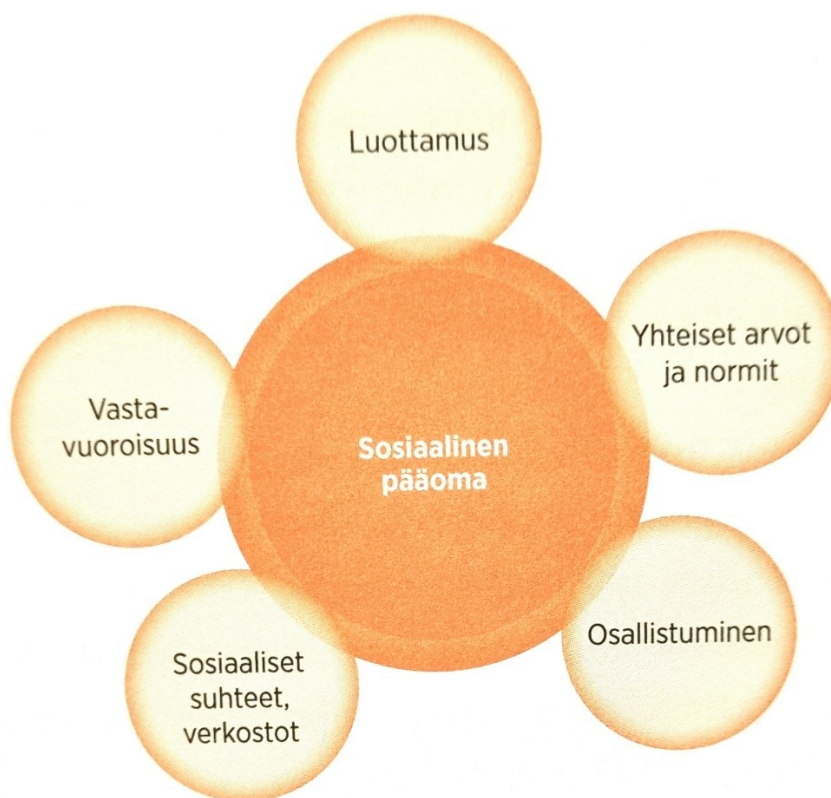 Luottamus
Yhteiset arvot
ja normit
Vasta-
vuoroisuus
Sosiaalinen
pääoma
Osallistuminen
Sosiaaliset
suhteet,
verkostot